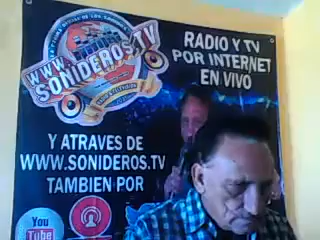 WWW.
SONIDEROS.TV
RADIO Y TV
POR INTERNET
EN VIVO
Y ATRAVES DE
WWW.SONIDEROS.TV
TAMBIEN POR
You
Tube